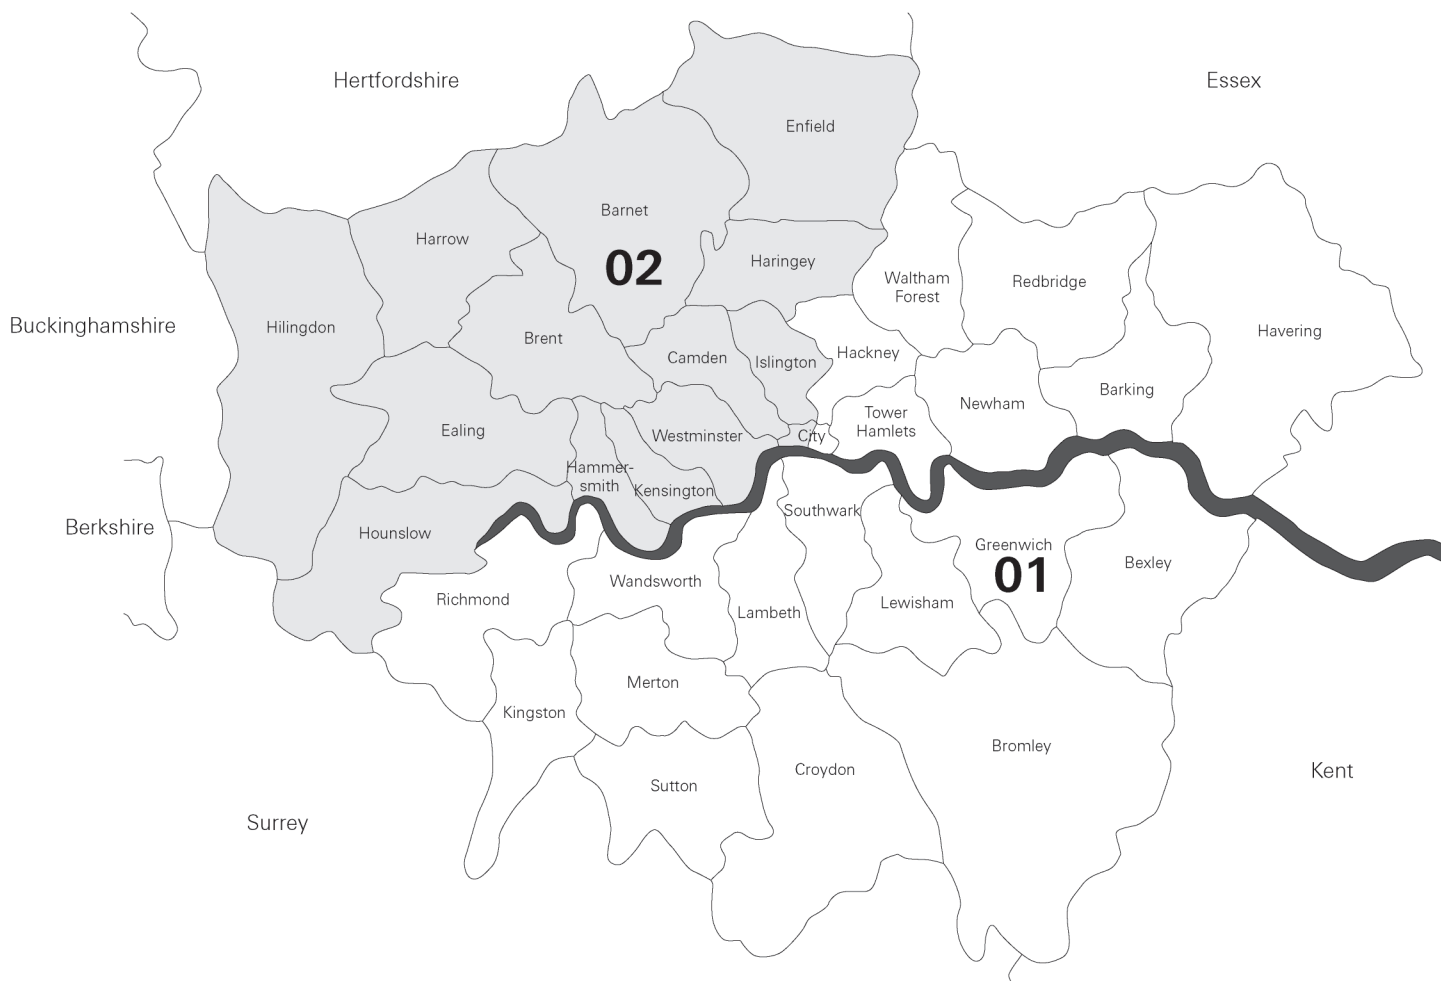 Hertfordshire
Essex
Enfield
Barnet
02
Harrow
Haringey
Waltham
Forest
Redbridge
Buckinghamshire
Hilingdon
Brent
Camden
Islington
Hackney
Havering
Barking
Newham
Tower
Hamlets
Ealing
Westminster
City
Hammer-
smith
Kensington
Berkshire
Hounslow
Southwark
Greenwich
01
Bexley
Richmond
Wandsworth
Lambeth
Lewisham
Merton
Kingston
Bromley
Sutton
Croydon
Kent
Surrey